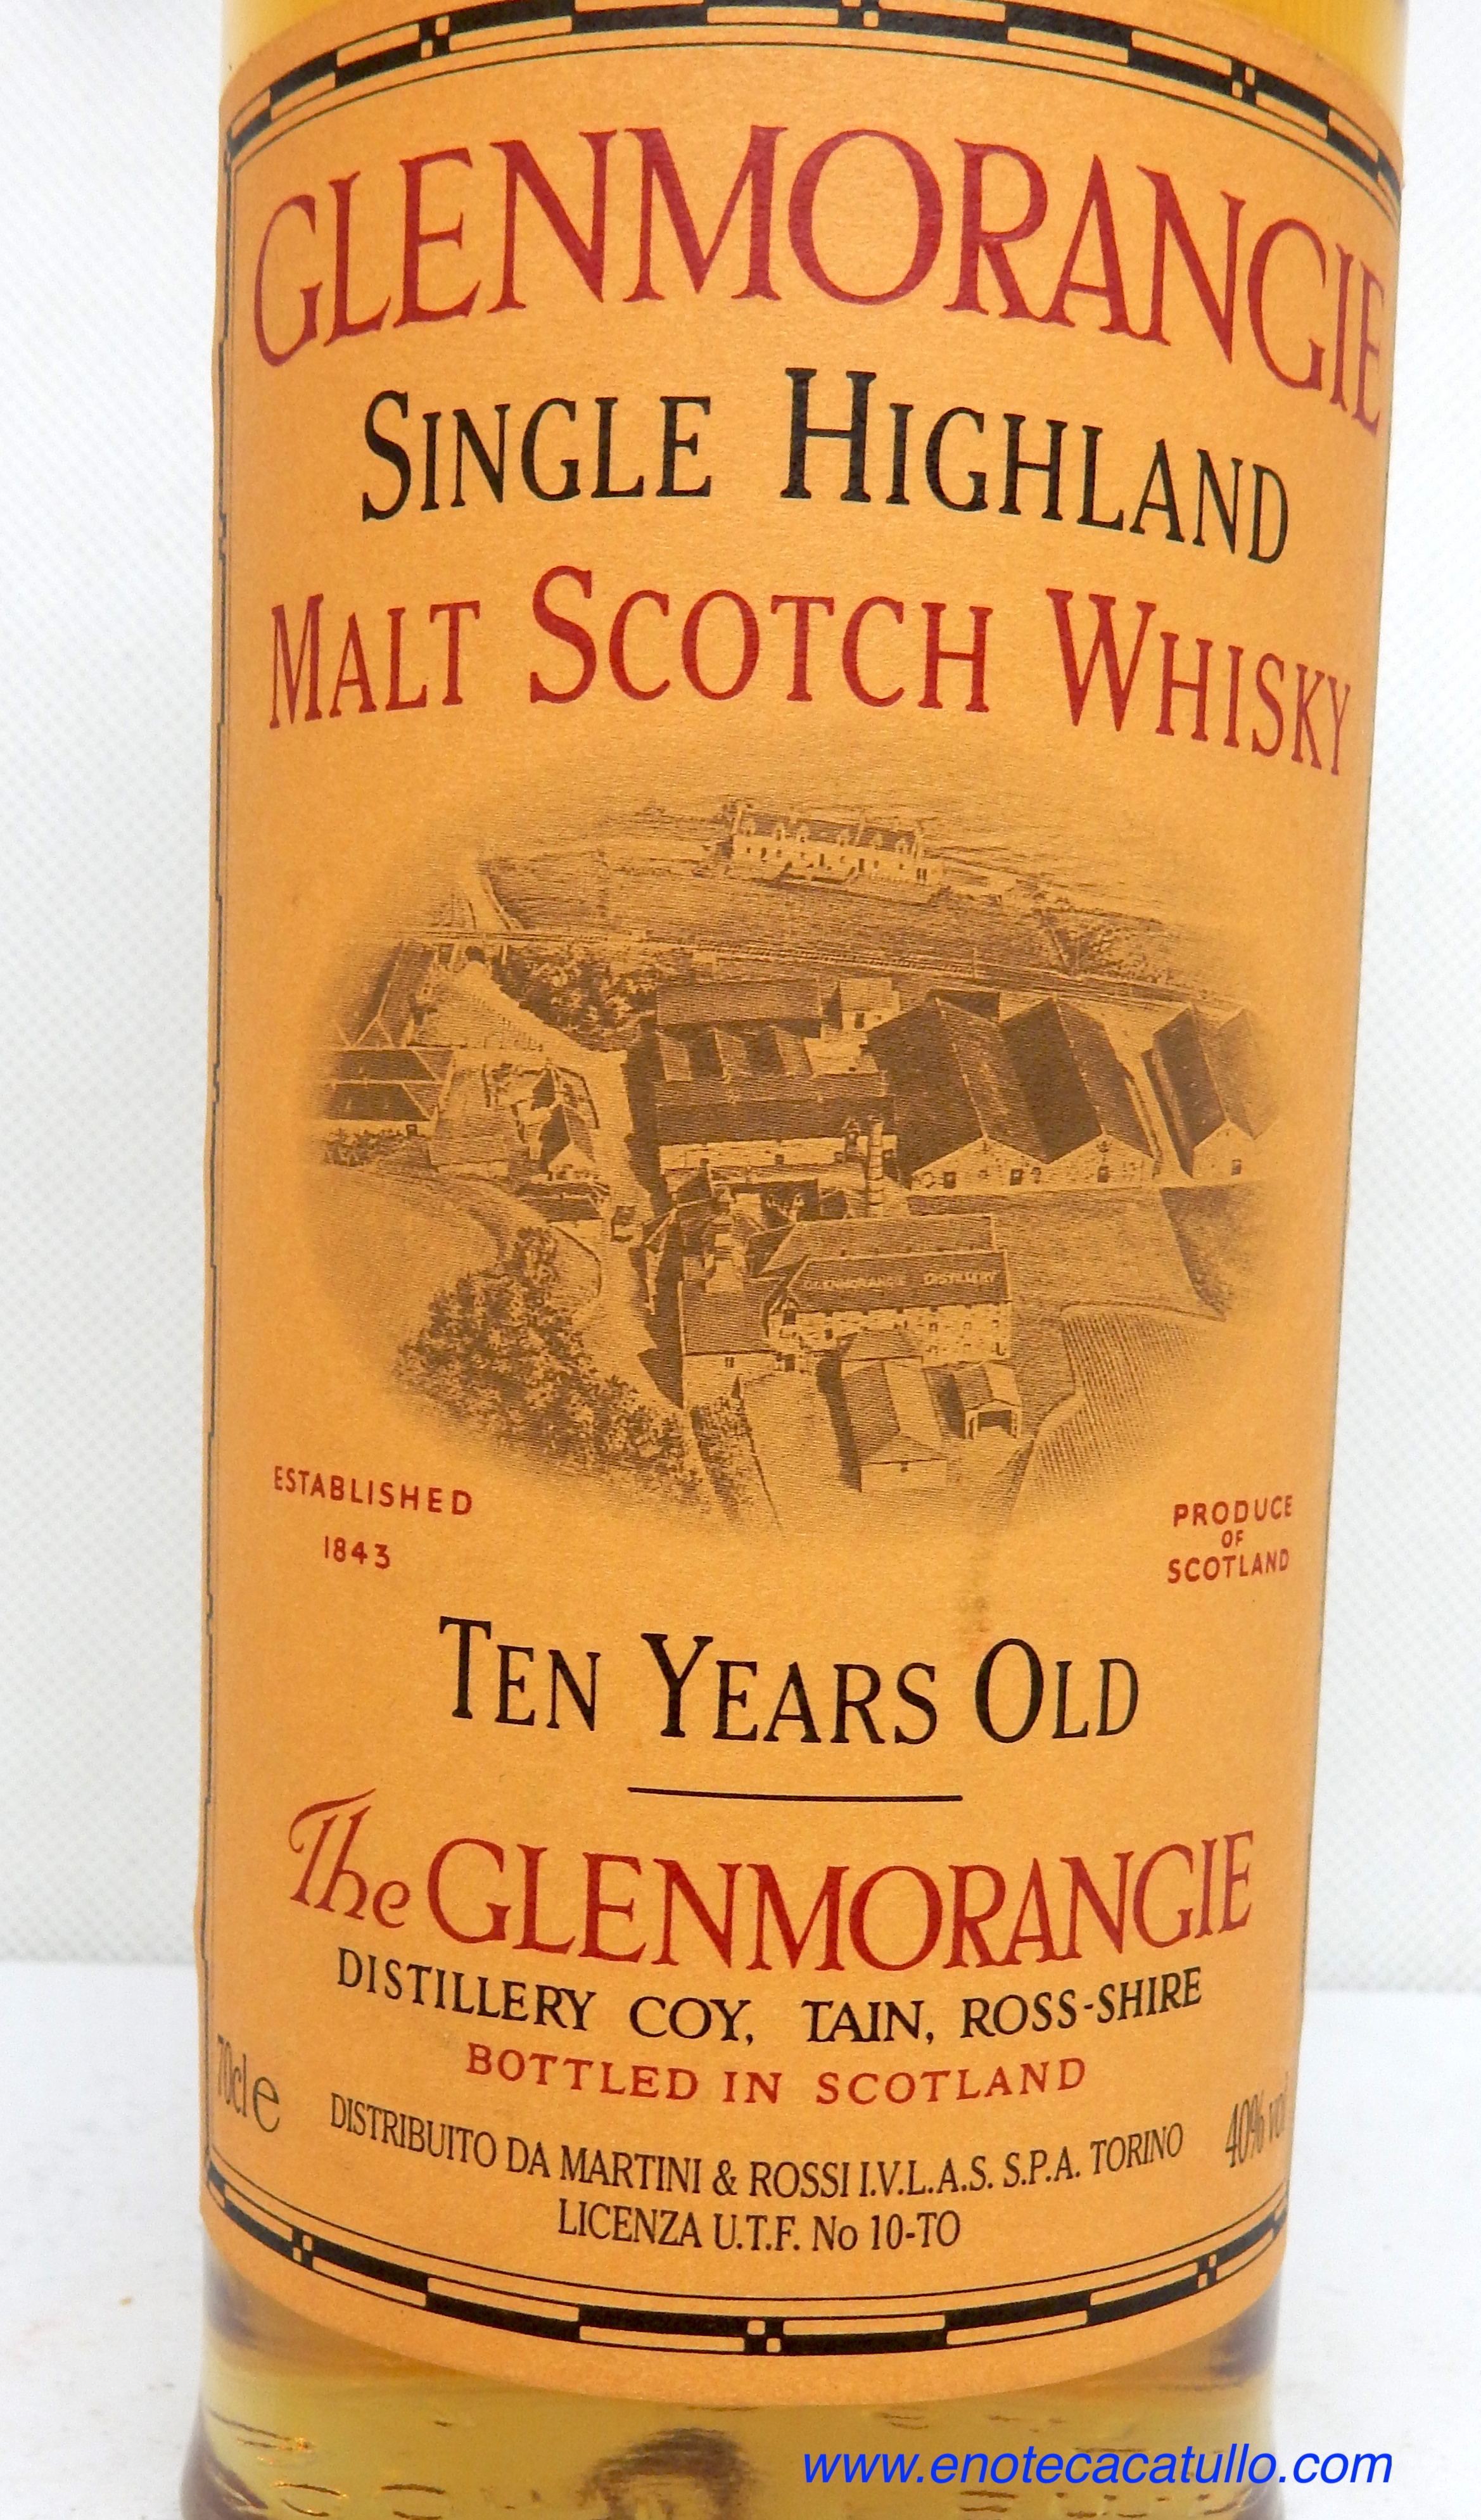 GLENMORANGIE
SINGLE HIGHLAND
MALT SCOTCH WHISKY
GLENMORANGIE DISTILLERY
ESTABLISHED
1843
PRODUCE
OF
SCOTLAND
TEN YEARS OLD
The GLENMORANGIE
DISTILLERY COY, TAIN, ROSS-SHIRE
BOTTLED IN SCOTLAND
70cl e
40% vol
DISTRIBUITO DA MARTINI & ROSSI I.V.L.A.S. S.P.A. TORINO
LICENZA U.T.F. No 10-TO
www.enotecacatullo.com